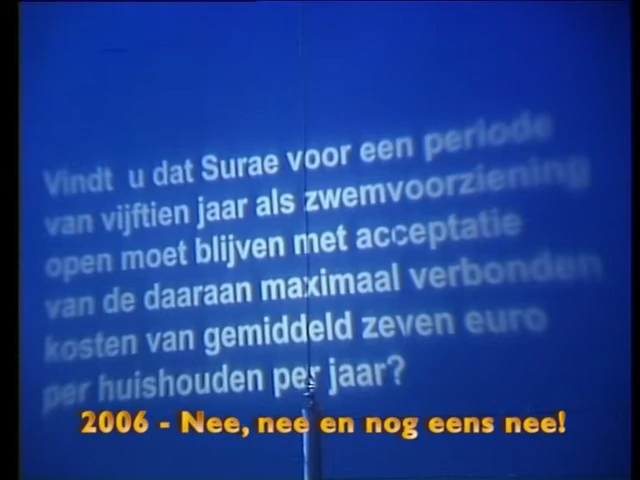 Vindt u dat Surae voor een periode
van vijftien jaar als zwemvoorziening
open moet blijven met acceptatie
van de daaraan maximaal verbonden
kosten van gemiddeld zeven euro
per huishouden per jaar?
2006 - Nee, nee en nog eens nee!